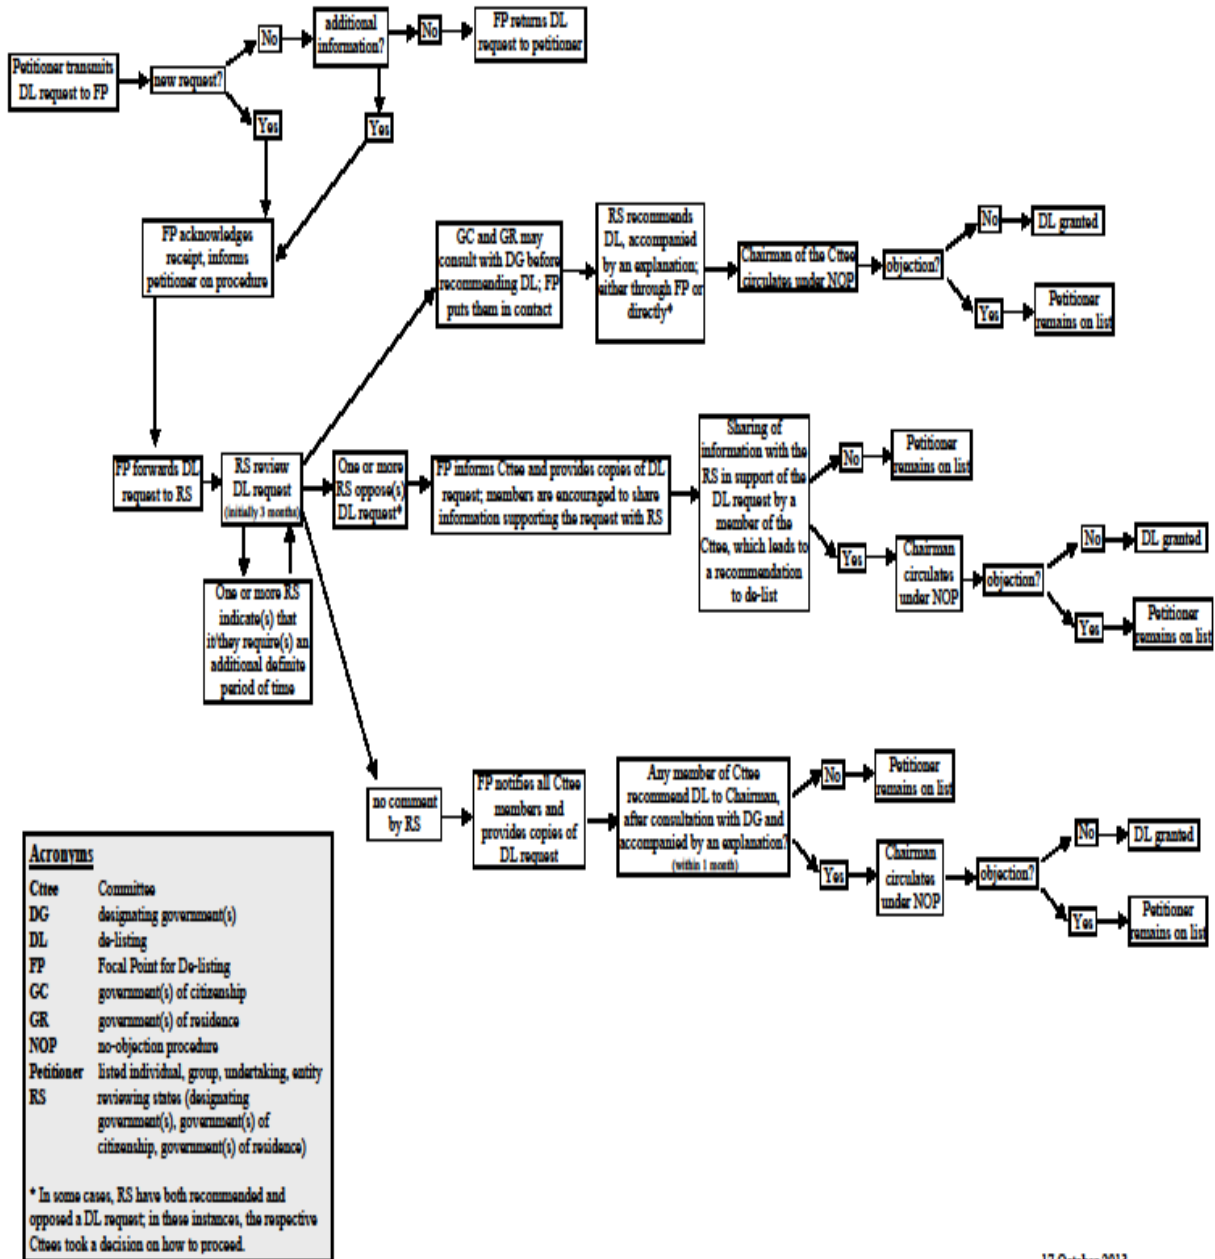 Petitioner transmits
DL request to FP
new request?
No
additional
information?
No
FP returns DL
request to petitioner
Yes
Yes
FP acknowledges
receipt, informs
petitioner on procedure
GC and GR may
consult with DG before
recommending DL; FP
puts them in contact
RS recommends
DL, accompanied
by an explanation;
either through FP or
directly*
Chairman of the Cttee
circulates under NOP
objection?
No
DL granted
Yes
Petitioner
remains on list
FP forwards DL
request to RS
RS review
DL request
(initially 3 months)
One or more
RS oppose(s)
DL request*
FP informs Cttee and provides copies of DL
request; members are encouraged to share
information supporting the request with RS
Sharing of
information with the
RS in support of the
DL request by a
member of the
Cttee, which leads to
a recommendation
to de-list
No
Petitioner
remains on list
Yes
Chairman
circulates
under NOP
objection?
No
DL granted
Yes
Petitioner
remains on list
One or more RS
indicate(s) that
it/they require(s) an
additional definite
period of time
no comment
by RS
FP notifies all Cttee
members and
provides copies of
DL request
Any member of Cttee
recommend DL to Chairman,
after consultation with DG and
accompanied by an explanation?
(within 1 month)
No
Petitioner
remains on list
Yes
Chairman
circulates
under NOP
objection?
No
DL granted
Yes
Petitioner
remains on list
Acronyms
Cttee Committee
DG designating government(s)
DL de-listing
FP Focal Point for De-listing
GC government(s) of citizenship
GR government(s) of residence
NOP no-objection procedure
Petitioner listed individual, group, undertaking, entity
RS reviewing states (designating
government(s), government(s) of
citizenship, government(s) of residence)
* In some cases, RS have both recommended and
opposed a DL request; in these instances, the respective
Cttees took a decision on how to proceed.